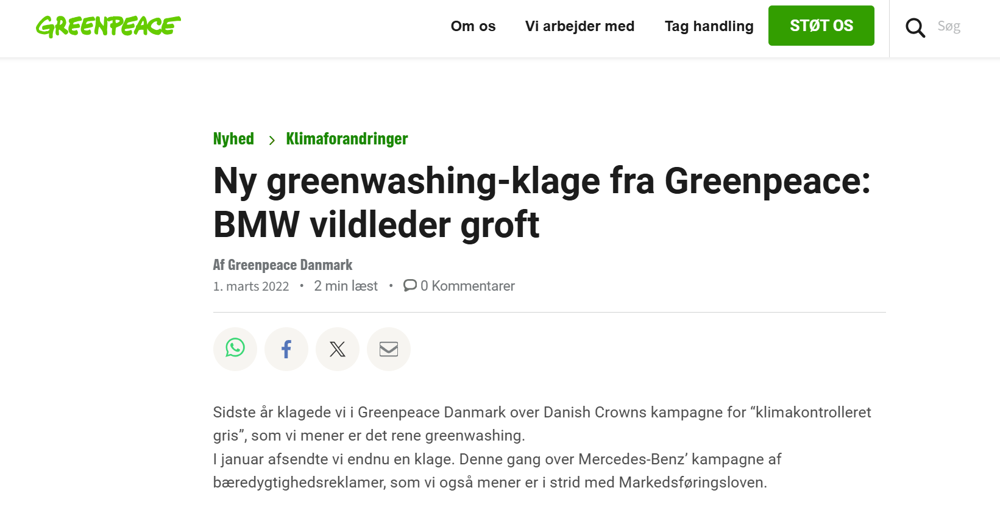 GREENPEACE
Om os
Vi arbejder med
Tag handling
STØT OS
Søg
Nyhed
Klimaforandringer
Ny greenwashing-klage fra Greenpeace:
BMW vildleder groft
Af Greenpeace Danmark
1. marts 2022 • 2 min læst • 0 Kommentarer
Sidste år klagede vi i Greenpeace Danmark over Danish Crowns kampagne for “klimakontrolleret
gris”, som vi mener er det rene greenwashing.
I januar afsendte vi endnu en klage. Denne gang over Mercedes-Benz’ kampagne af
bæredygtighedsreklamer, som vi også mener er i strid med Markedsføringsloven.